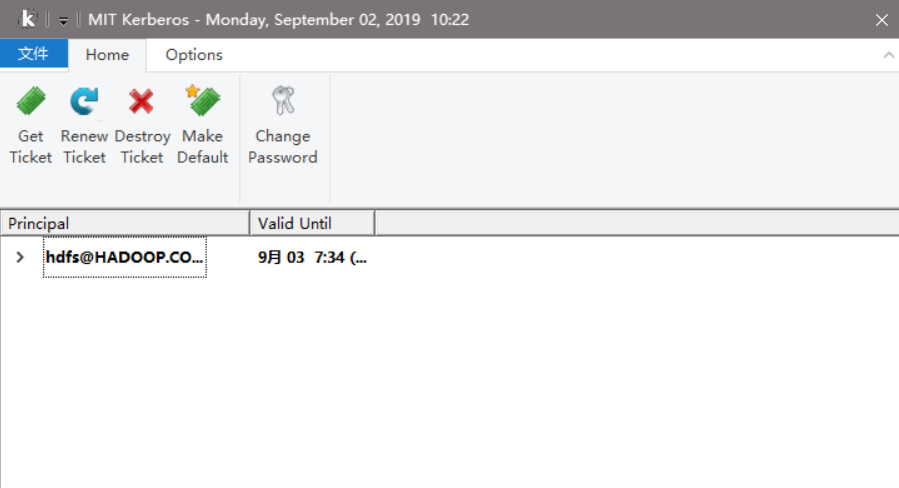 MIT Kerberos - Monday, September 02, 2019  10:22
文件 Home Options
Get Ticket
Renew Ticket
Destroy Ticket
Make Default
Change Password
Principal Valid Until
hdfs@HADOOP.CO... 9月 03  7:34 (...